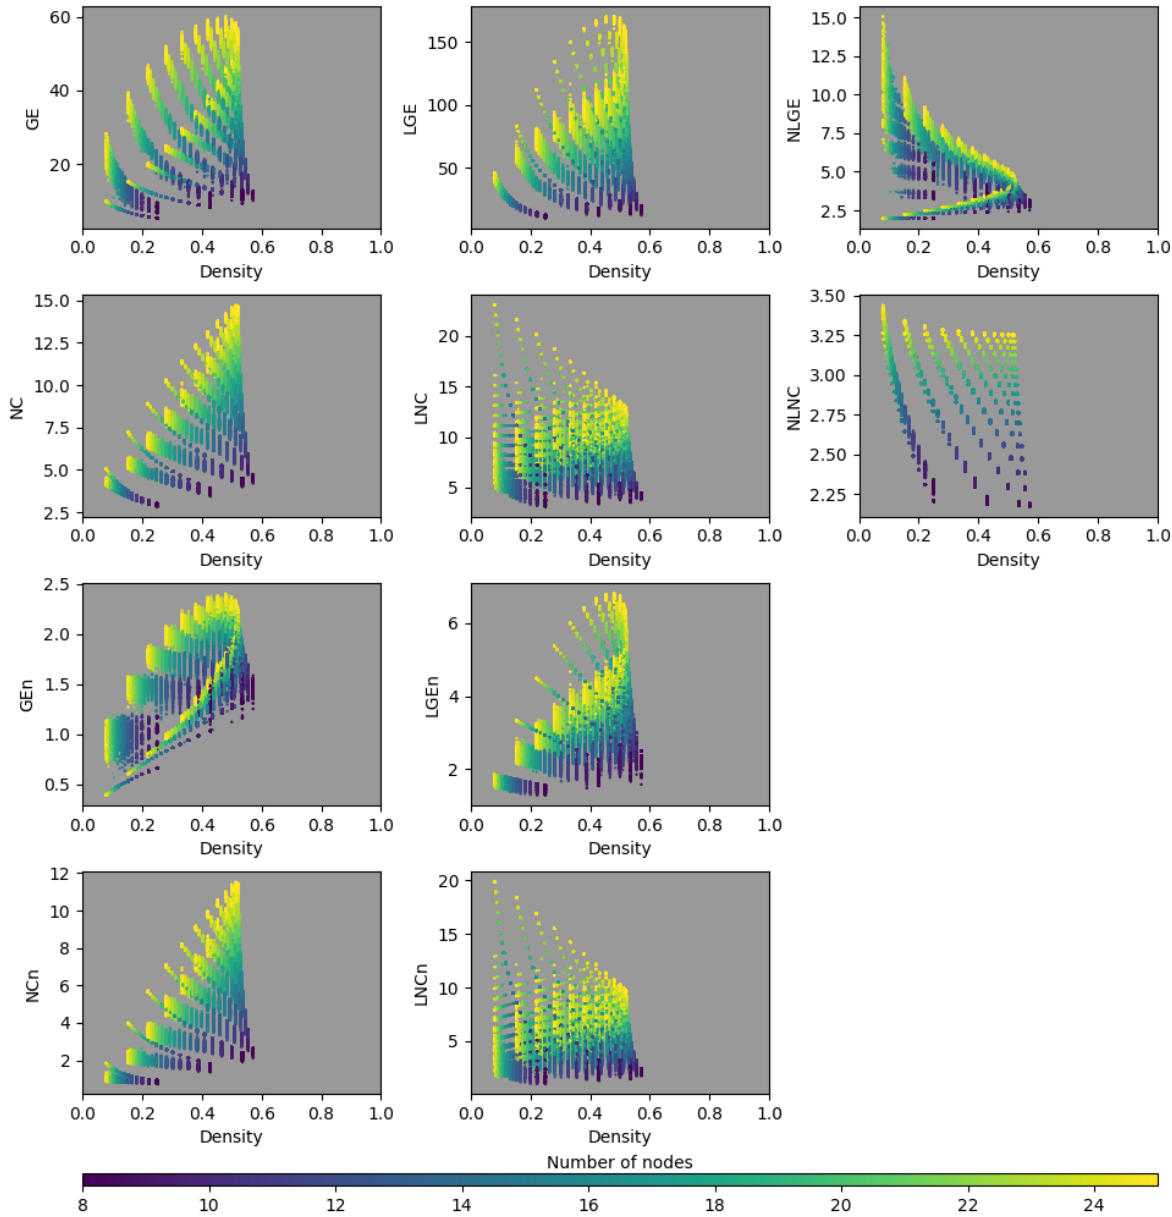 60
40
20
GE
0.0 0.2 0.4 0.6 0.8 1.0
Density
150
100
50
LGE
0.0 0.2 0.4 0.6 0.8 1.0
Density
15.0
12.5
10.0
7.5
5.0
2.5
NLGE
0.0 0.2 0.4 0.6 0.8 1.0
Density
15.0
12.5
10.0
7.5
5.0
2.5
NC
0.0 0.2 0.4 0.6 0.8 1.0
Density
20
15
10
5
LNC
0.0 0.2 0.4 0.6 0.8 1.0
Density
3.50
3.25
3.00
2.75
2.50
2.25
NLNC
0.0 0.2 0.4 0.6 0.8 1.0
Density
2.5
2.0
1.5
1.0
0.5
GEn
0.0 0.2 0.4 0.6 0.8 1.0
Density
6
4
2
LGEn
0.0 0.2 0.4 0.6 0.8 1.0
Density
12
10
8
6
4
2
NCn
0.0 0.2 0.4 0.6 0.8 1.0
Density
20
15
10
5
LNCn
0.0 0.2 0.4 0.6 0.8 1.0
Density
Number of nodes
8 10 12 14 16 18 20 22 24